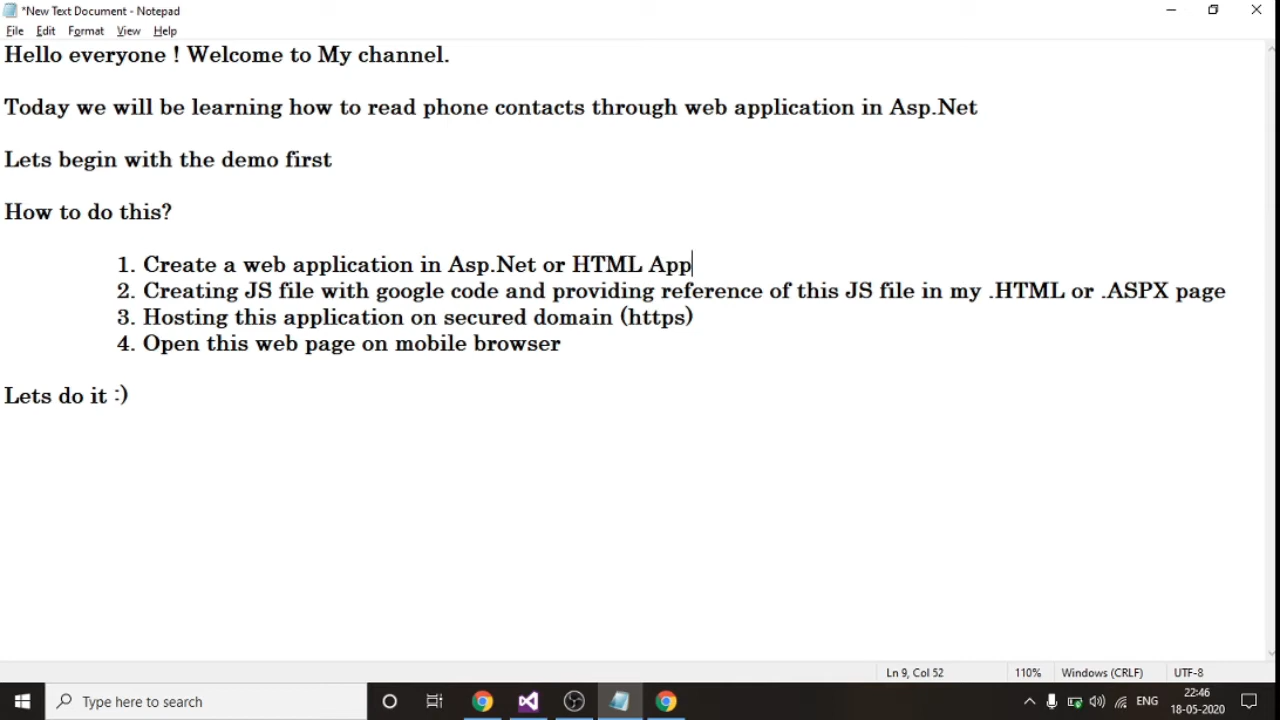 *New Text Document - Notepad
File Edit Format View Help
Hello everyone ! Welcome to My channel.
Today we will be learning how to read phone contacts through web application in Asp.Net
Lets begin with the demo first
How to do this?
1. Create a web application in Asp.Net or HTML App
2. Creating JS file with google code and providing reference of this JS file in my .HTML or .ASPX page
3. Hosting this application on secured domain (https)
4. Open this web page on mobile browser
Lets do it :)
Ln 9, Col 52 110% Windows (CRLF) UTF-8
Type here to search
ENG
22:46
18-05-2020